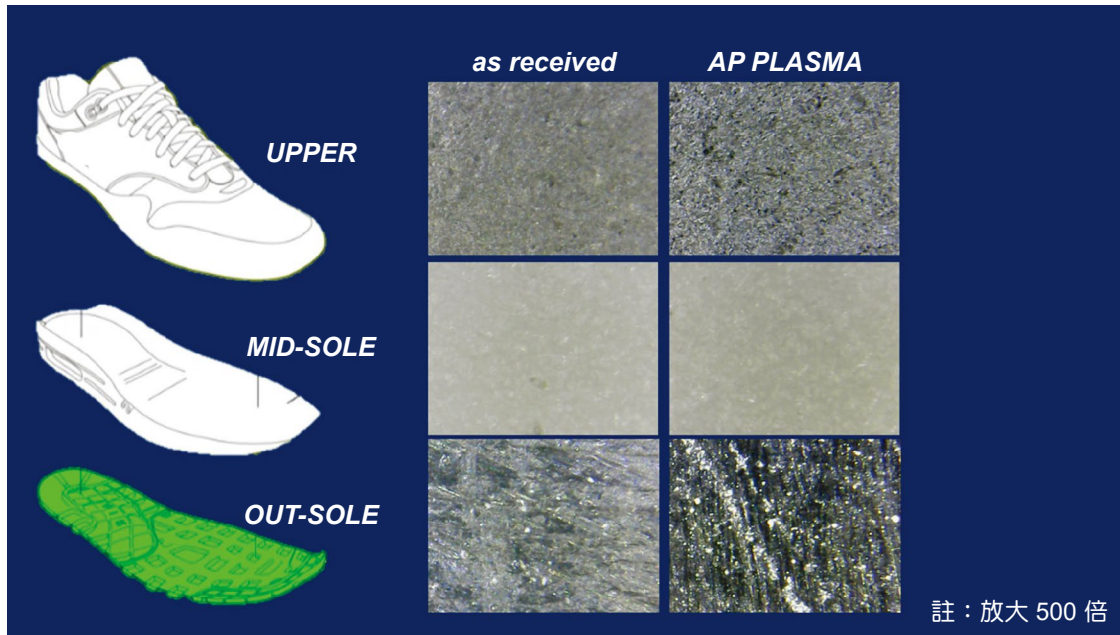 as received AP PLASMA
UPPER
MID-SOLE
OUT-SOLE
註：放大 500 倍